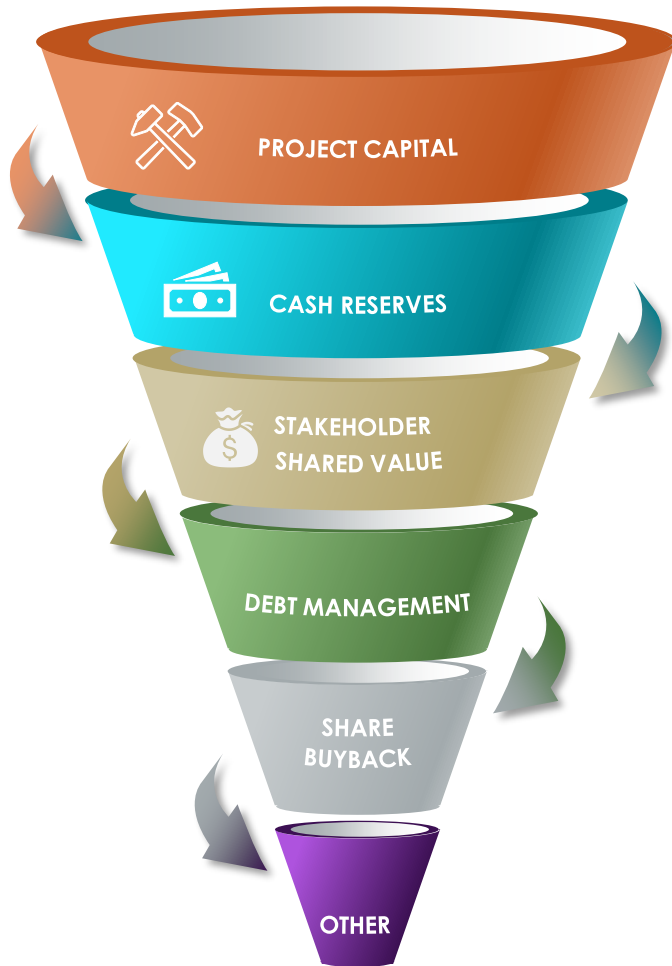 PROJECT CAPITAL
CASH RESERVES
STAKEHOLDER
SHARED VALUE
$
DEBT MANAGEMENT
SHARE
BUYBACK
OTHER